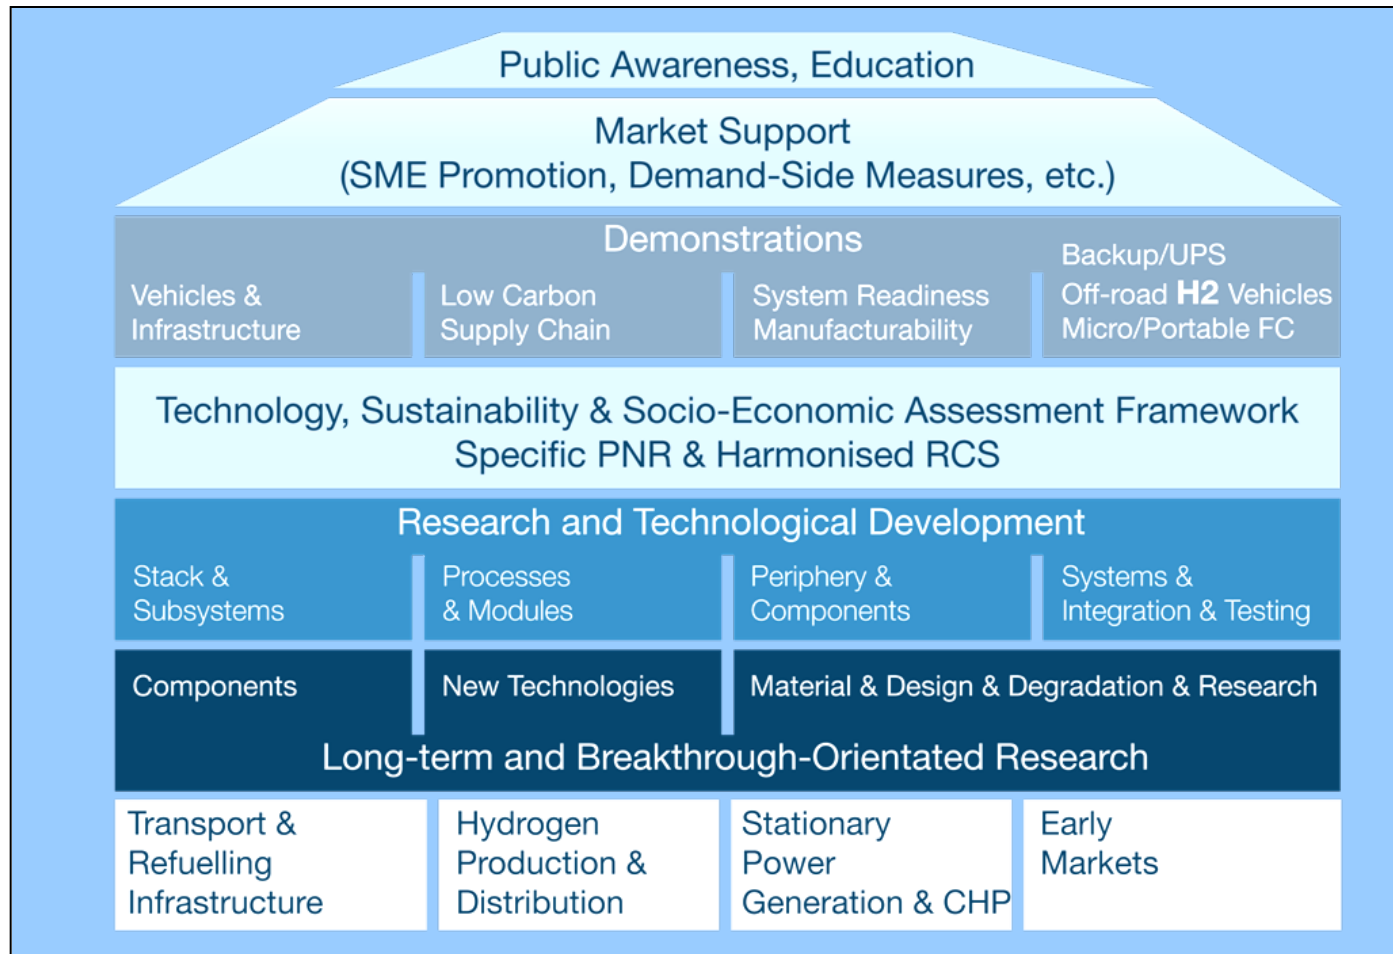 Public Awareness, Education
Market Support
(SME Promotion, Demand-Side Measures, etc.)
Demonstrations
Vehicles &
Infrastructure
Low Carbon
Supply Chain
System Readiness
Manufacturability
Backup/UPS
Off-road H2 Vehicles
Micro/Portable FC
Technology, Sustainability & Socio-Economic Assessment Framework
Specific PNR & Harmonised RCS
Research and Technological Development
Stack &
Subsystems
Processes
& Modules
Periphery &
Components
Systems &
Integration & Testing
Components
New Technologies
Material & Design & Degradation & Research
Long-term and Breakthrough-Orientated Research
Transport &
Refuelling
Infrastructure
Hydrogen
Production &
Distribution
Stationary
Power
Generation & CHP
Early
Markets